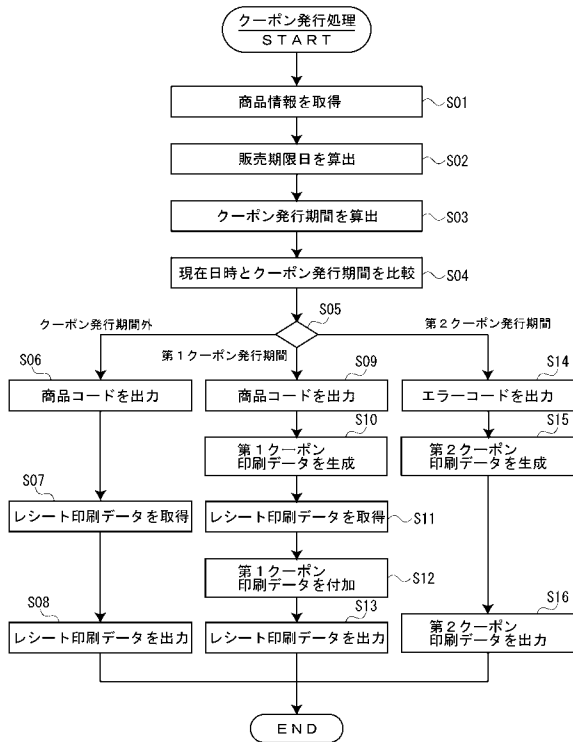 クーポン発行処理
START
商品情報を取得
S01
販売期限日を算出
S02
クーポン発行期間を算出
S03
現在日時とクーポン発行期間を比較
S04
S05
クーポン発行期間外
第1クーポン発行期間
第2クーポン発行期間
S06
商品コードを出力
S09
商品コードを出力
S14
エラーコードを出力
S10
第1クーポン
印刷データを生成
S15
第2クーポン
印刷データを生成
S07
レシート印刷データを取得
レシート印刷データを取得
S11
第1クーポン
印刷データを付加
S12
S08
レシート印刷データを出力
S13
レシート印刷データを出力
S16
第2クーポン
印刷データを出力
END